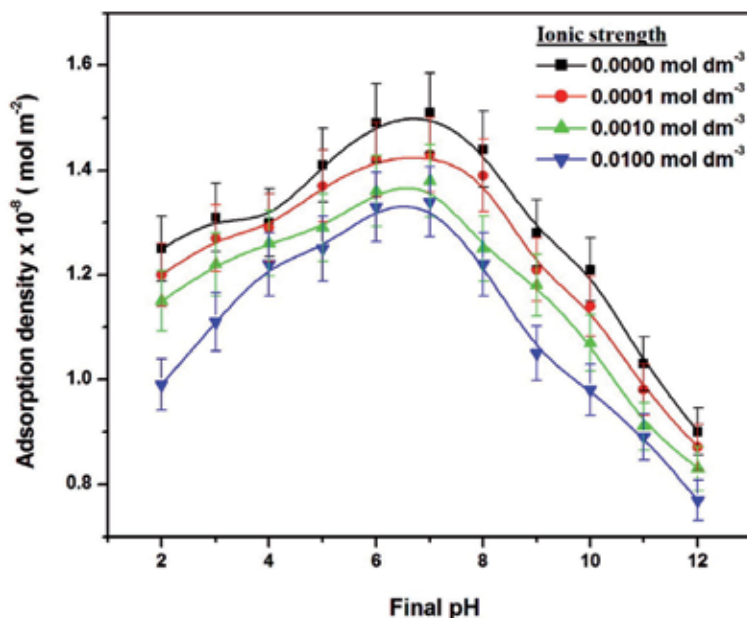 Ionic strength
0.0000 mol dm⁻³
0.0001 mol dm⁻³
0.0010 mol dm⁻³
0.0100 mol dm⁻³
1.6
1.4
1.2
1.0
0.8
Adsorption density x 10⁻⁸ ( mol m⁻²)
2 4 6 8 10 12
Final pH